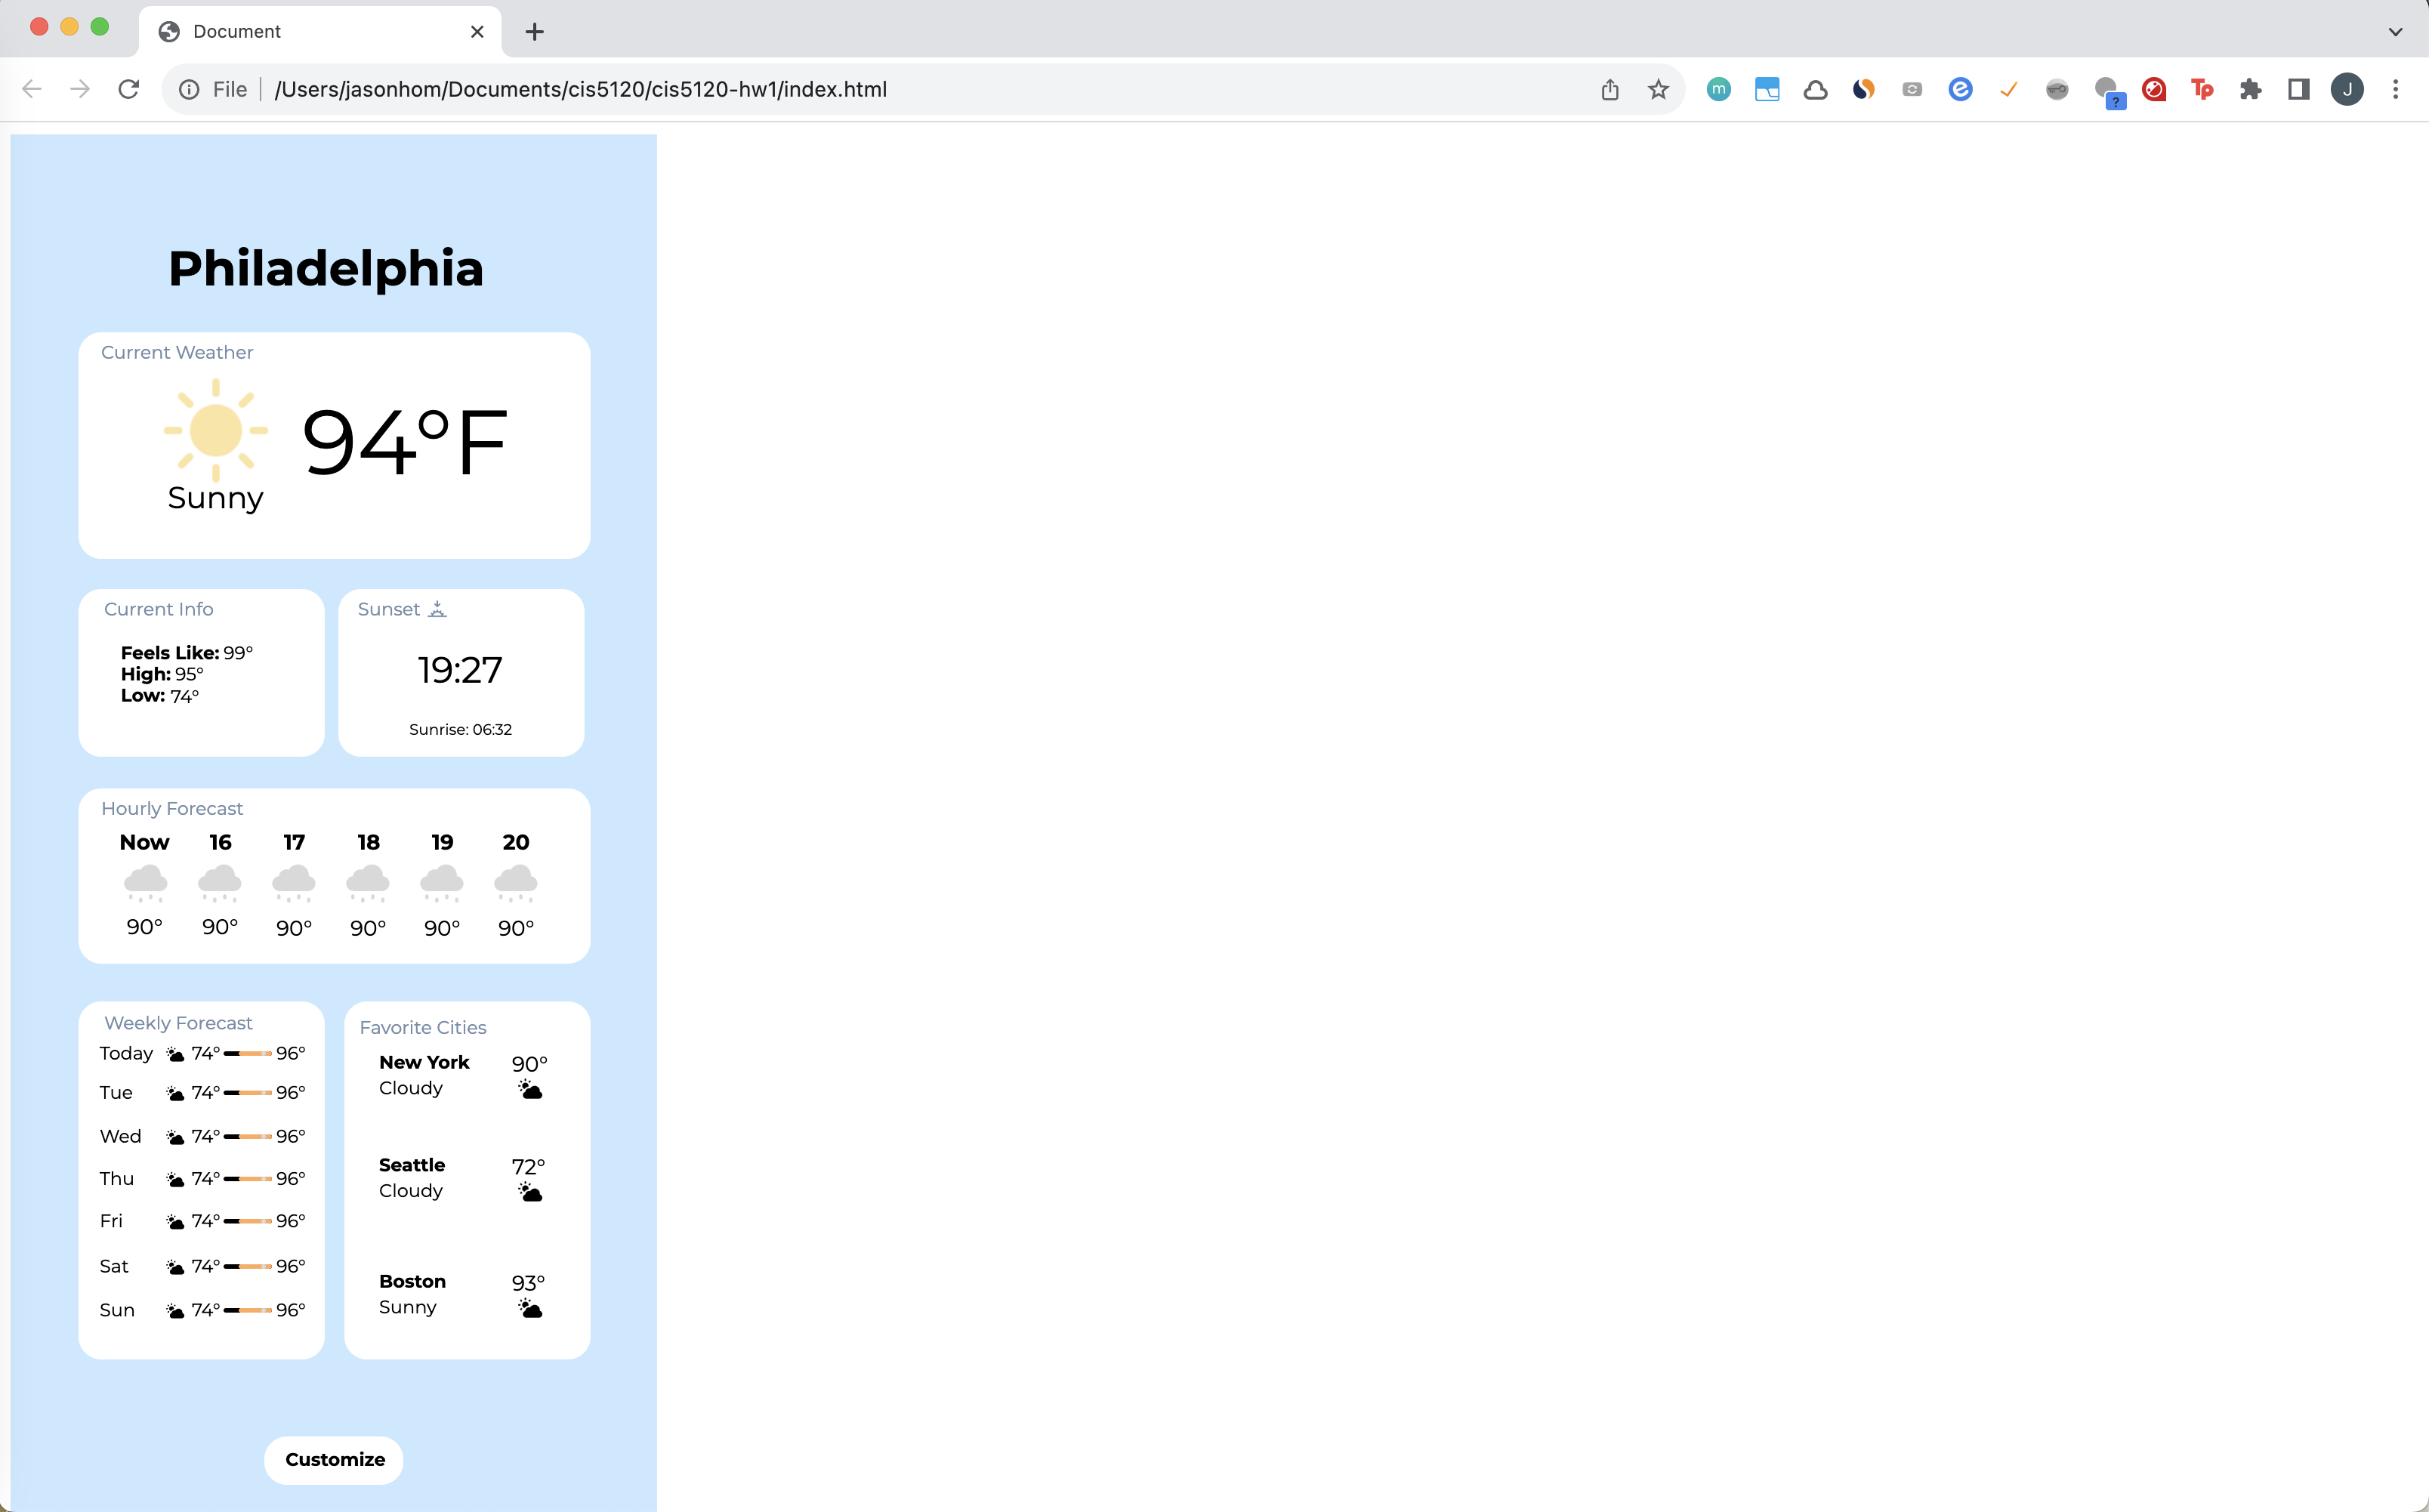 Document
File /Users/jasonhom/Documents/cis5120/cis5120-hw1/index.html
m
?
Tp
J
Philadelphia
Current Weather
94°F
Sunny
Current Info
Feels Like: 99°
High: 95°
Low: 74°
Sunset
19:27
Sunrise: 06:32
Hourly Forecast
Now 16 17 18 19 20
90° 90° 90° 90° 90° 90°
Weekly Forecast
Today 74° 96°
Tue 74° 96°
Wed 74° 96°
Thu 74° 96°
Fri 74° 96°
Sat 74° 96°
Sun 74° 96°
Favorite Cities
New York 90°
Cloudy
Seattle 72°
Cloudy
Boston 93°
Sunny
Customize